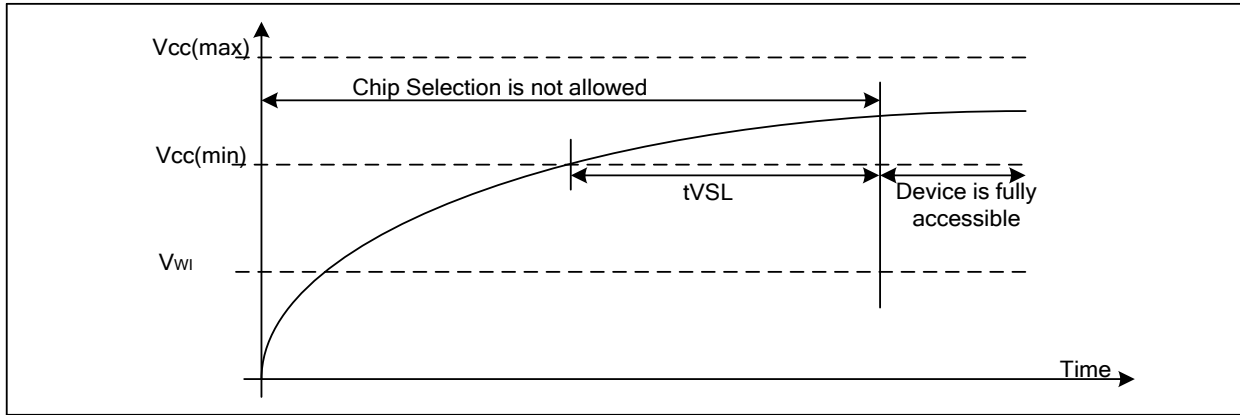 Vcc(max)
Chip Selection is not allowed
Vcc(min)
tVSL
Device is fully
accessible
VWI
Time